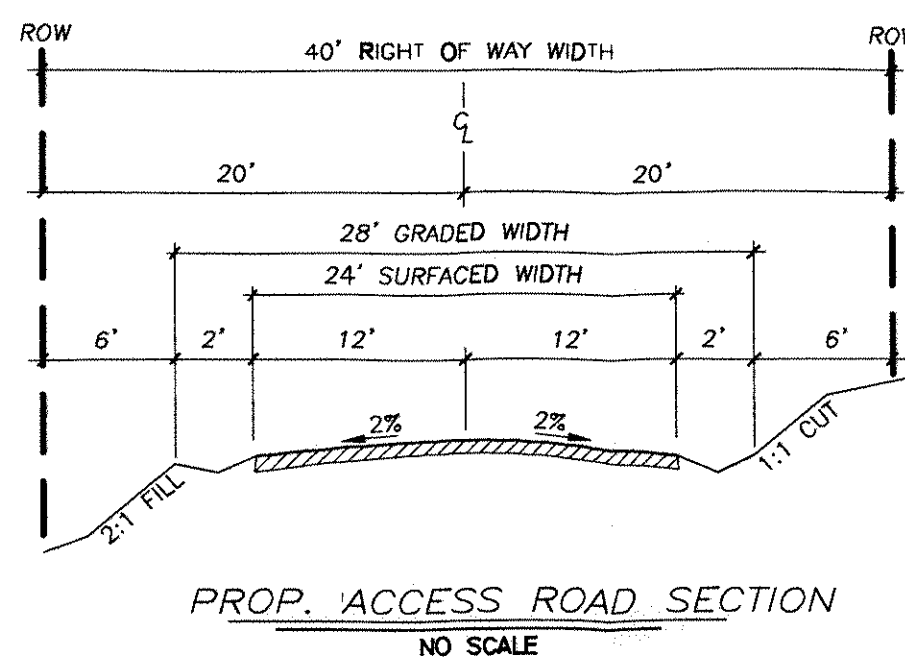 ROW
ROW
40' RIGHT OF WAY WIDTH
℄
20'
20'
28' GRADED WIDTH
24' SURFACED WIDTH
6'
2'
12'
12'
2'
6'
2%
2%
2:1 FILL
1:1 CUT
PROP. ACCESS ROAD SECTION
NO SCALE